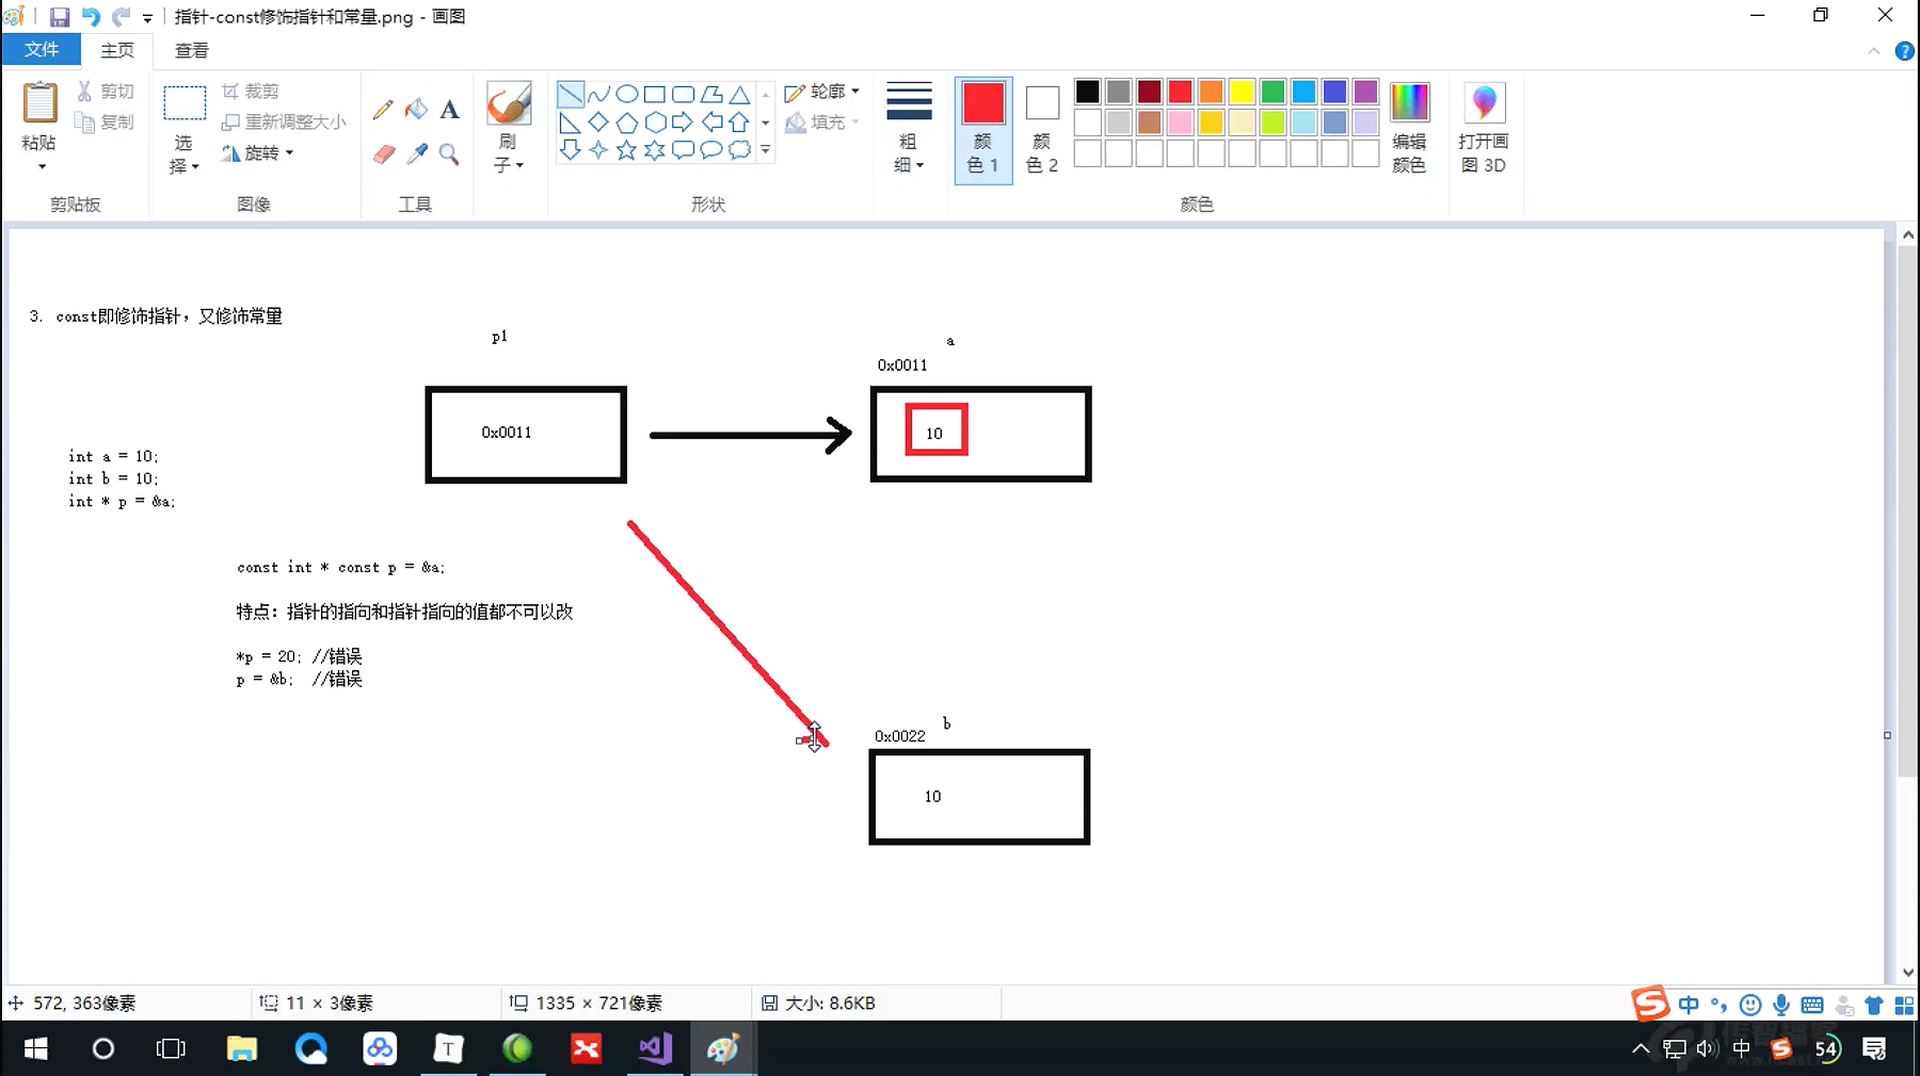 指针-const修饰指针和常量.png - 画图
文件 主页 查看
粘贴
剪切
复制
剪贴板
选择
裁剪
重新调整大小
旋转
图像
工具
刷子
形状
轮廓
填充
粗细
颜色 1
颜色 2
颜色
编辑颜色
打开画图 3D
3. const即修饰指针，又修饰常量
p1
a
0x0011
0x0011
10
int a = 10;
int b = 10;
int * p = &a;
const int * const p = &a;
特点：指针的指向和指针指向的值都不可以改
*p = 20; //错误
p = &b; //错误
b
0x0022
10
572, 363像素
11 × 3像素
1335 × 721像素
大小: 8.6KB
中
中
54